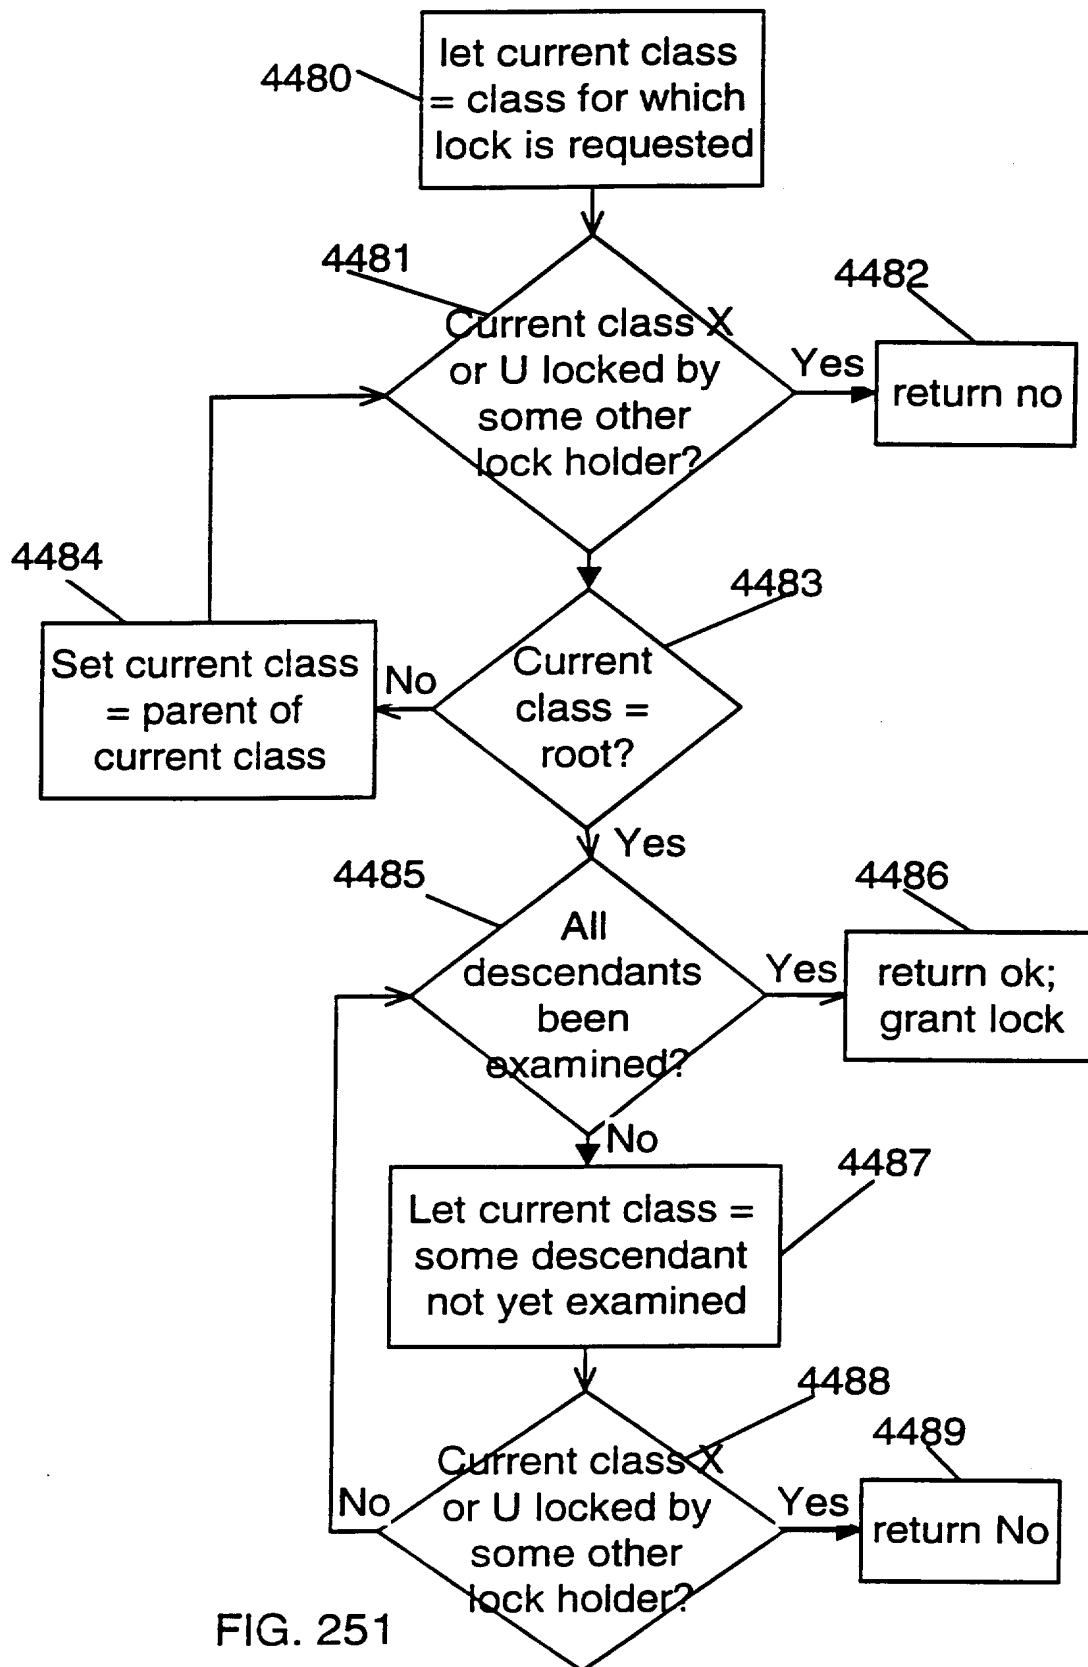 let current class
= class for which
lock is requested
4480
4481
Current class X
or U locked by
some other
lock holder?
Yes
4482
return no
4483
Current
class =
root?
No
4484
Set current class
= parent of
current class
Yes
4485
All
descendants
been
examined?
Yes
4486
return ok;
grant lock
No
4487
Let current class =
some descendant
not yet examined
4488
Current class X
or U locked by
some other
lock holder?
No
Yes
4489
return No
FIG. 251